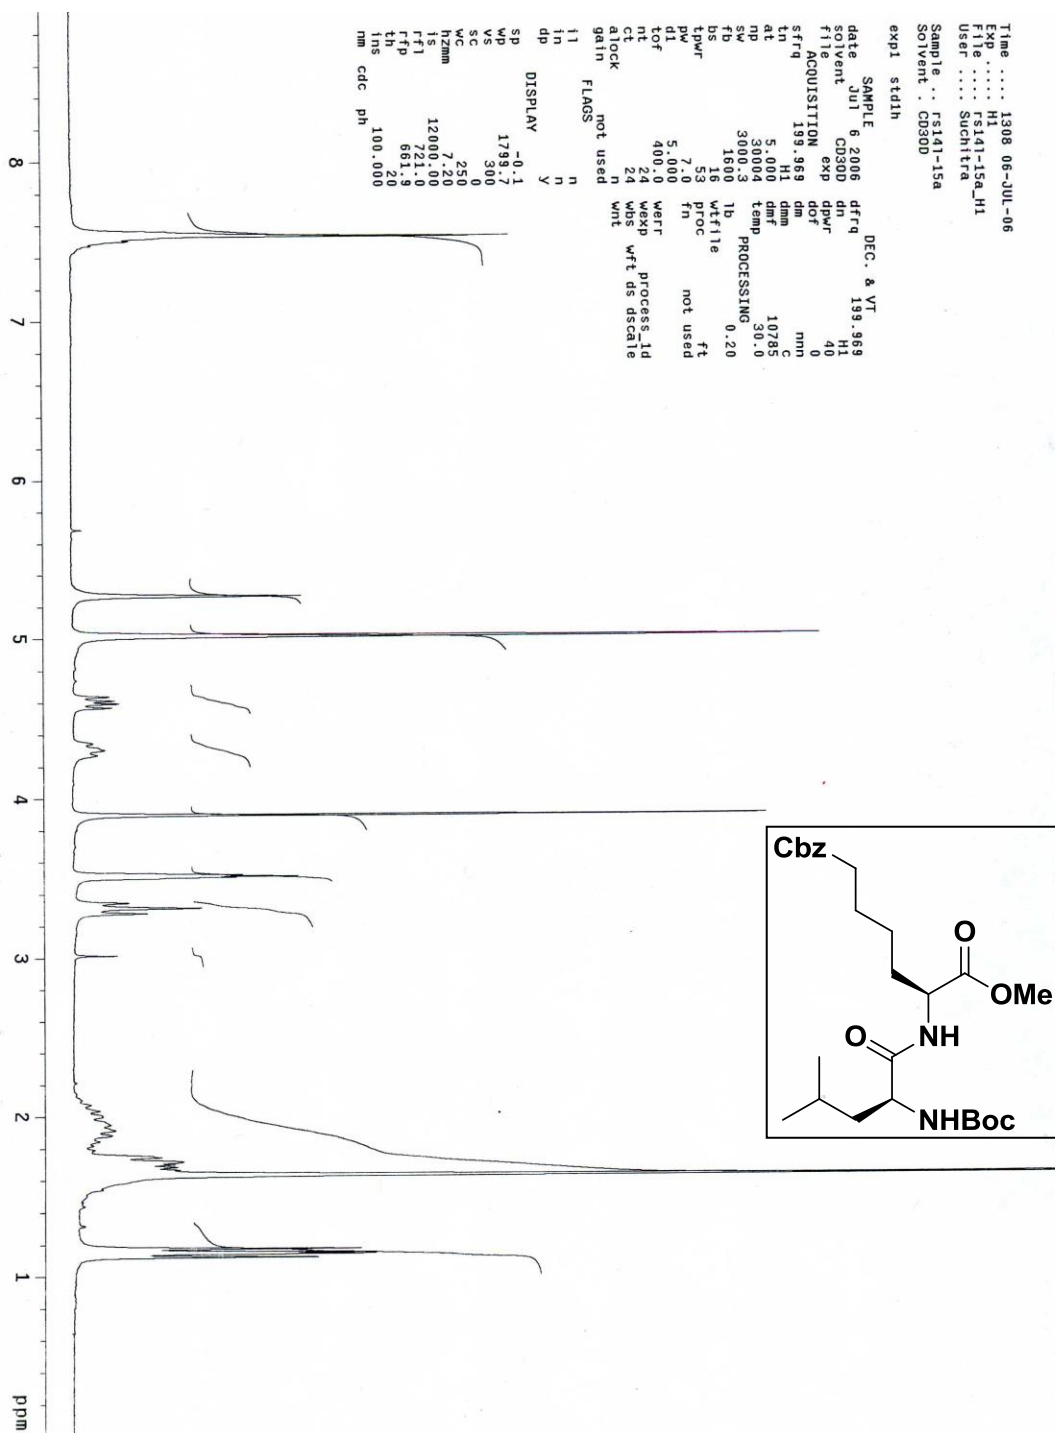 Time .... 1308 06-JUL-06
Exp ..... H1
File .... rs141-15a_H1
User .... Suchitra
Sample .. rs141-15a
Solvent . CD3OD
exp1 std1h
SAMPLE DEC. & VT
date Jul 6 2006 dfrq 199.969
solvent CD3OD dn H1
file exp dpwr 40
ACQUISITION dof 0
sfrq 199.969 dm nnn
tn H1 dmm c
at 5.000 dmf 10785
np 30004 temp 30.0
sw 3000.3 PROCESSING
fb 1600 lb 0.20
bs 16 wtfile
tpwr 53 proc ft
pw 7.0 fn not used
d1 5.000
tof 400.0 werr
nt 24 wexp process_1d
ct 24 wbs wft ds dscale
alock n wnt
gain not used
FLAGS
il n
in n
dp y
DISPLAY
sp -0.1
wp 1799.7
vs 300
sc 0
wc 250
hzmm 7.20
is 12000.00
rfl 721.0
rfp 661.9
th 20
ins 100.000
nm cdc ph
8 7 6 5 4 3 2 1 ppm
Cbz
O
OMe
O
NH
NHBoc